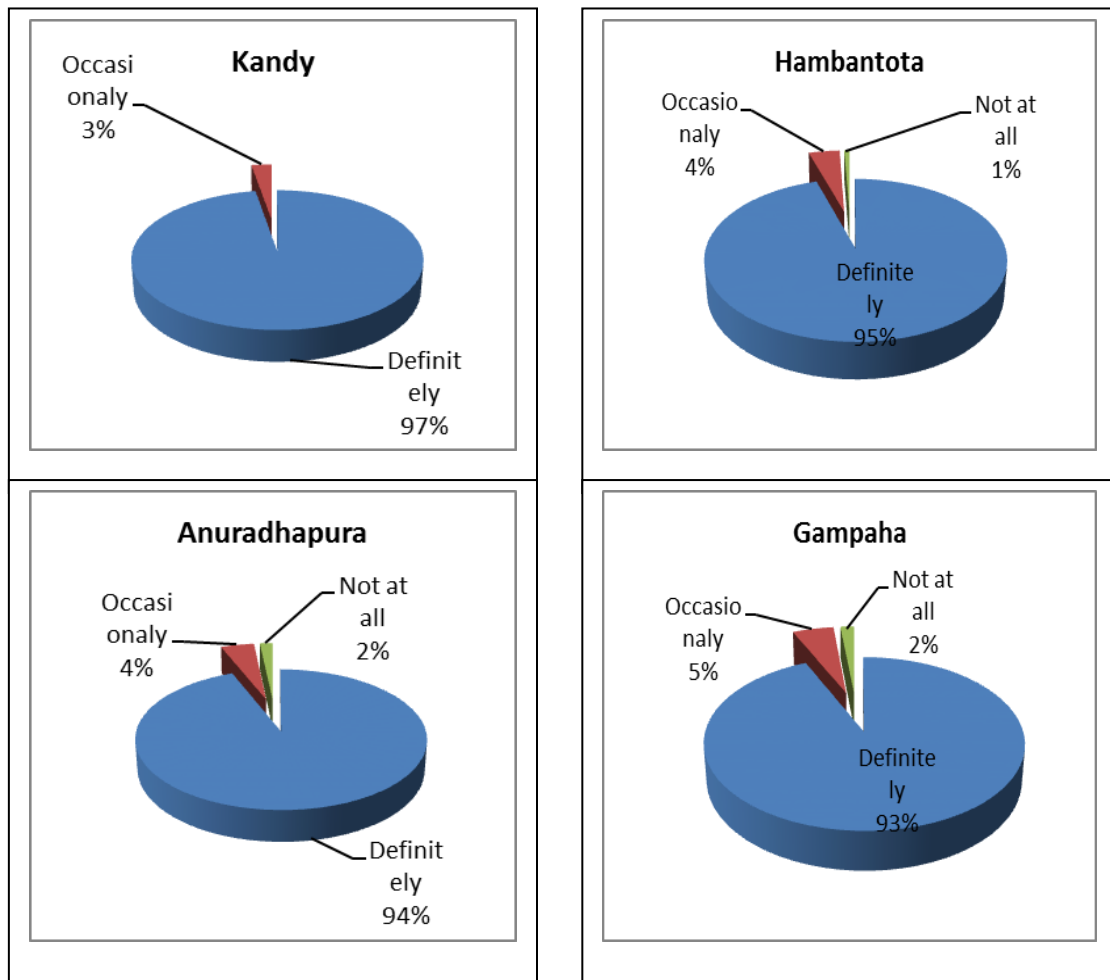 Kandy
Occasi
onaly
3%
Definit
ely
97%
Hambantota
Occasio
naly
4%
Not at
all
1%
Definite
ly
95%
Anuradhapura
Occasi
onaly
4%
Not at
all
2%
Definit
ely
94%
Gampaha
Occasio
naly
5%
Not at
all
2%
Definite
ly
93%